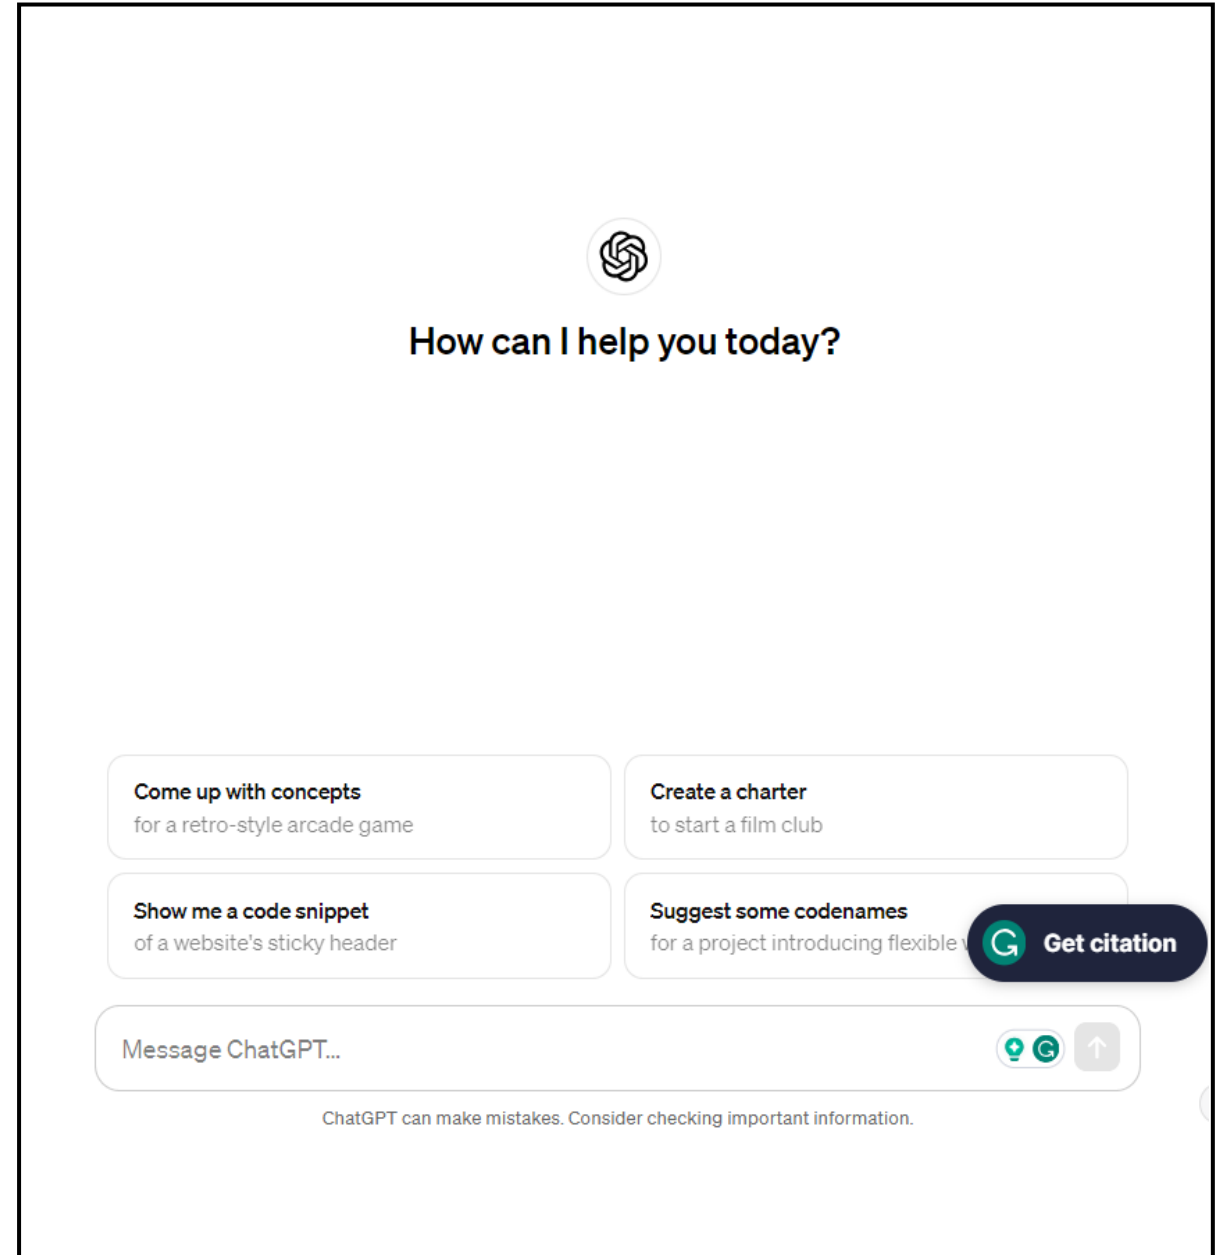 How can I help you today?
Come up with concepts
for a retro-style arcade game
Create a charter
to start a film club
Show me a code snippet
of a website's sticky header
Suggest some codenames
for a project introducing flexible
Get citation
Message ChatGPT...
ChatGPT can make mistakes. Consider checking important information.